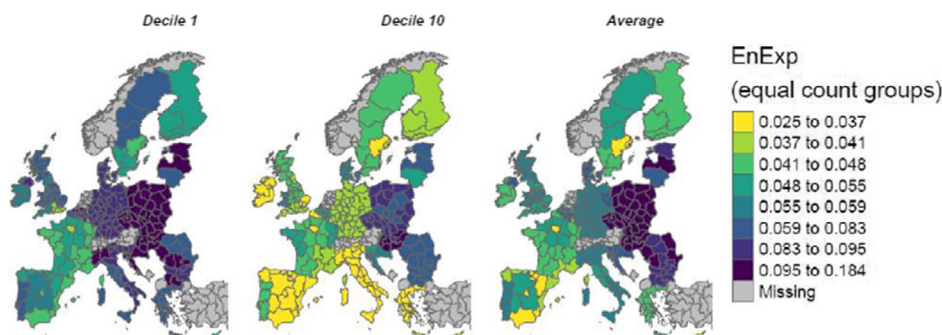 Decile 1
Decile 10
Average
EnExp
(equal count groups)
0.025 to 0.037
0.037 to 0.041
0.041 to 0.048
0.048 to 0.055
0.055 to 0.059
0.059 to 0.083
0.083 to 0.095
0.095 to 0.184
Missing